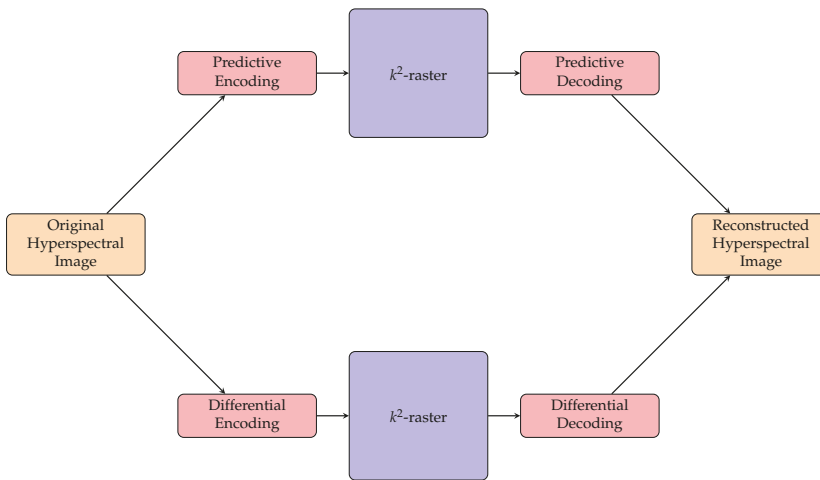 Predictive
Encoding
k²-raster
Predictive
Decoding
Original
Hyperspectral
Image
Reconstructed
Hyperspectral
Image
Differential
Encoding
k²-raster
Differential
Decoding